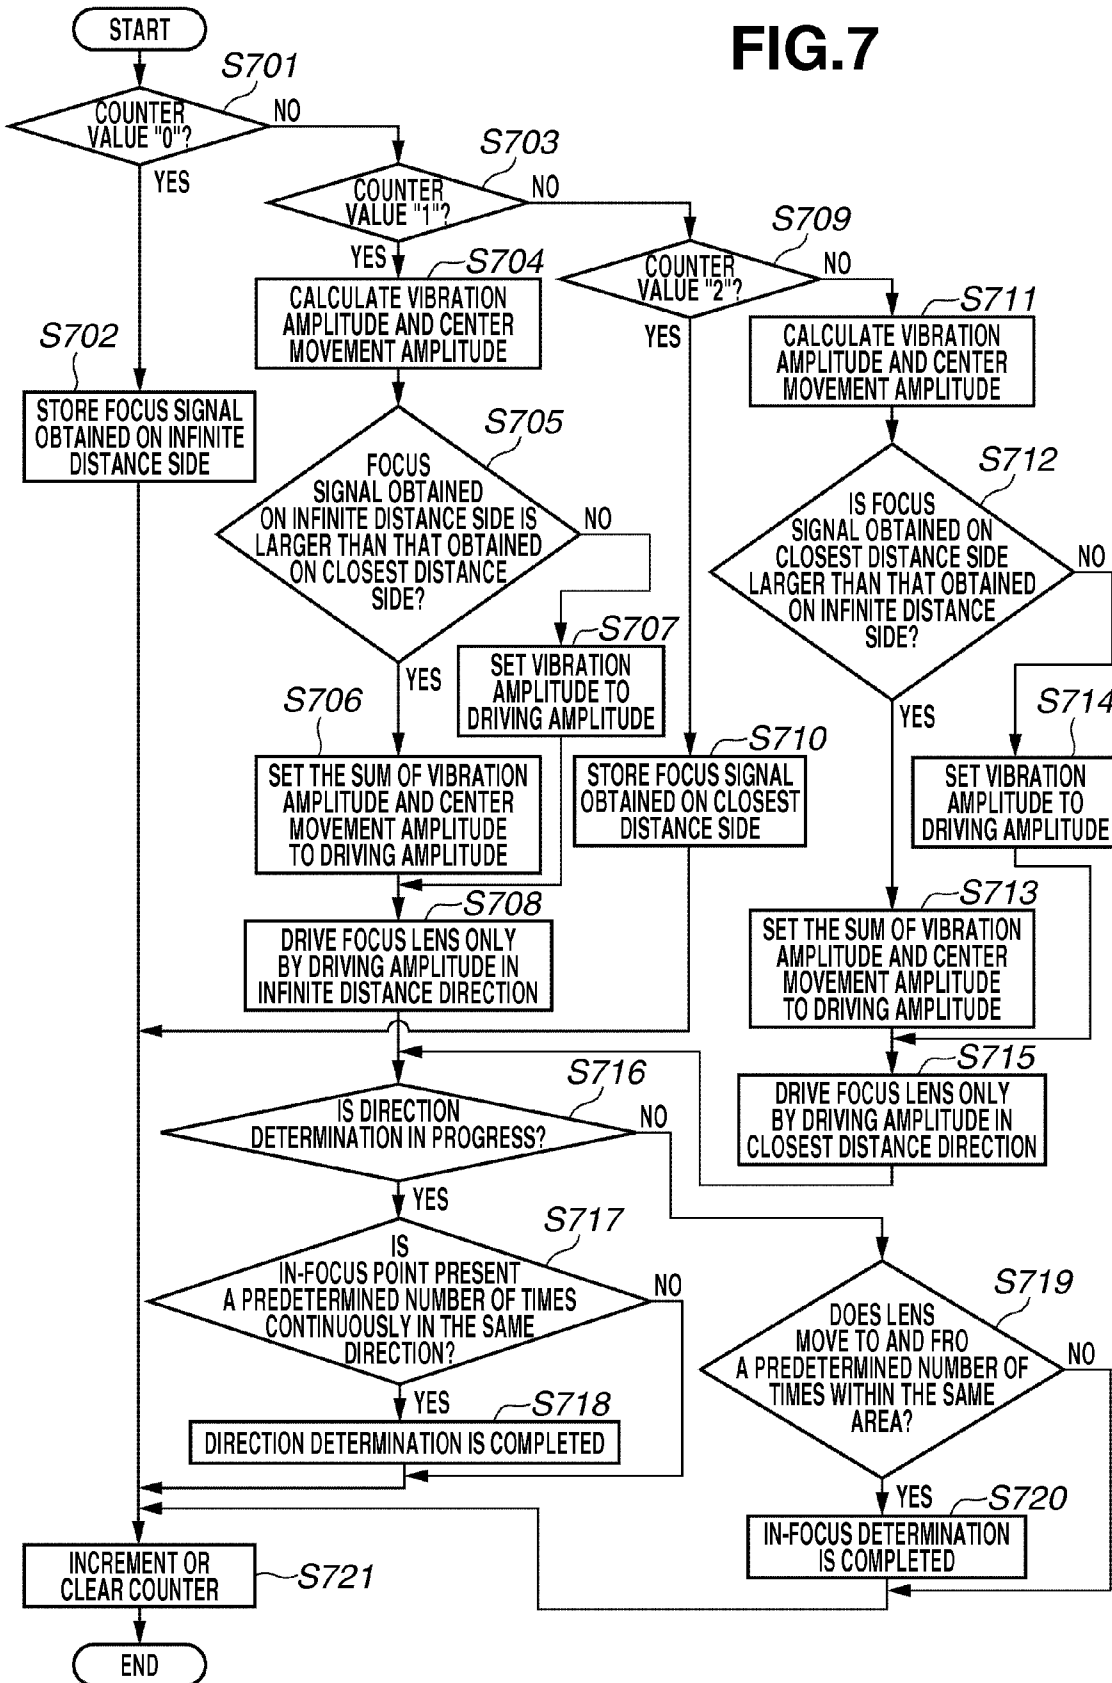 FIG.7
START
S701
COUNTER
VALUE "0"?
NO
YES
S703
COUNTER
VALUE "1"?
NO
YES
S709
COUNTER
VALUE "2"?
NO
YES
S704
CALCULATE VIBRATION
AMPLITUDE AND CENTER
MOVEMENT AMPLITUDE
S711
CALCULATE VIBRATION
AMPLITUDE AND CENTER
MOVEMENT AMPLITUDE
S702
STORE FOCUS SIGNAL
OBTAINED ON INFINITE
DISTANCE SIDE
S705
FOCUS
SIGNAL OBTAINED
ON INFINITE DISTANCE SIDE IS
LARGER THAN THAT OBTAINED
ON CLOSEST DISTANCE
SIDE?
NO
YES
S712
IS FOCUS
SIGNAL OBTAINED ON
CLOSEST DISTANCE SIDE
LARGER THAN THAT OBTAINED
ON INFINITE DISTANCE
SIDE?
NO
YES
S707
SET VIBRATION
AMPLITUDE TO
DRIVING AMPLITUDE
S706
SET THE SUM OF VIBRATION
AMPLITUDE AND CENTER
MOVEMENT AMPLITUDE
TO DRIVING AMPLITUDE
S710
STORE FOCUS SIGNAL
OBTAINED ON CLOSEST
DISTANCE SIDE
S714
SET VIBRATION
AMPLITUDE TO
DRIVING AMPLITUDE
S708
DRIVE FOCUS LENS ONLY
BY DRIVING AMPLITUDE IN
INFINITE DISTANCE DIRECTION
S713
SET THE SUM OF VIBRATION
AMPLITUDE AND CENTER
MOVEMENT AMPLITUDE
TO DRIVING AMPLITUDE
S715
DRIVE FOCUS LENS ONLY
BY DRIVING AMPLITUDE IN
CLOSEST DISTANCE DIRECTION
S716
IS DIRECTION
DETERMINATION IN PROGRESS?
NO
YES
S717
IS
IN-FOCUS POINT PRESENT
A PREDETERMINED NUMBER OF TIMES
CONTINUOUSLY IN THE SAME
DIRECTION?
NO
YES
S718
DIRECTION DETERMINATION IS COMPLETED
S719
DOES LENS
MOVE TO AND FRO
A PREDETERMINED NUMBER OF
TIMES WITHIN THE SAME
AREA?
NO
YES
S720
IN-FOCUS DETERMINATION
IS COMPLETED
INCREMENT OR
CLEAR COUNTER
S721
END